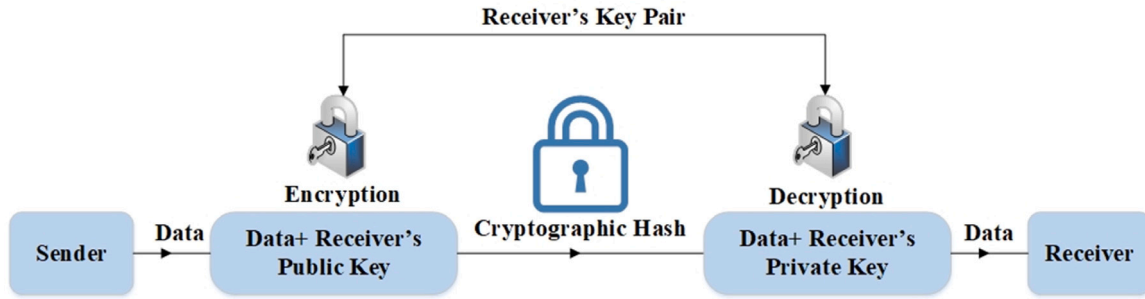 Receiver's Key Pair
Encryption
Decryption
Sender
Data
Data+ Receiver's
Public Key
Cryptographic Hash
Data+ Receiver's
Private Key
Data
Receiver